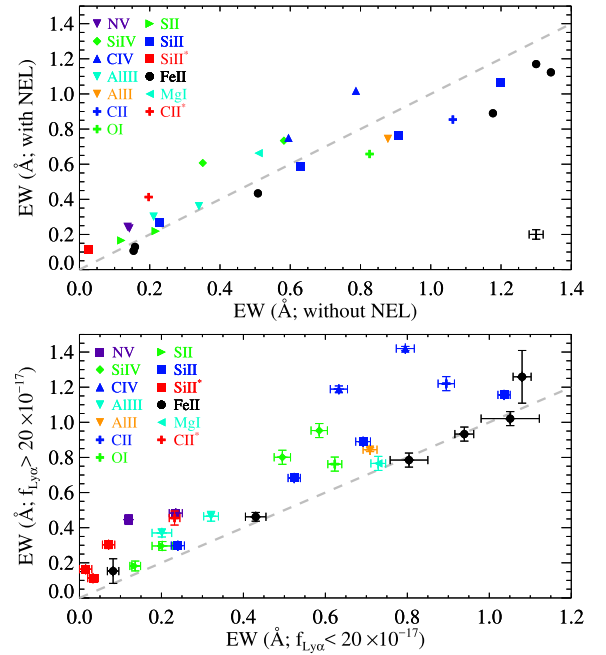 1.4
1.2
1.0
0.8
0.6
0.4
0.2
0.0
EW (Å; with NEL)
NV SII
SiIV SiII
CIV SiII*
AlIII FeII
AlII MgI
CII CII*
OI
0.0 0.2 0.4 0.6 0.8 1.0 1.2 1.4
EW (Å; without NEL)
1.4
1.2
1.0
0.8
0.6
0.4
0.2
0.0
EW (Å; fLyα> 20 ×10⁻¹⁷)
NV SII
SiIV SiII
CIV SiII*
AlIII FeII
AlII MgI
CII CII*
OI
0.0 0.2 0.4 0.6 0.8 1.0 1.2
EW (Å; fLyα< 20 ×10⁻¹⁷)